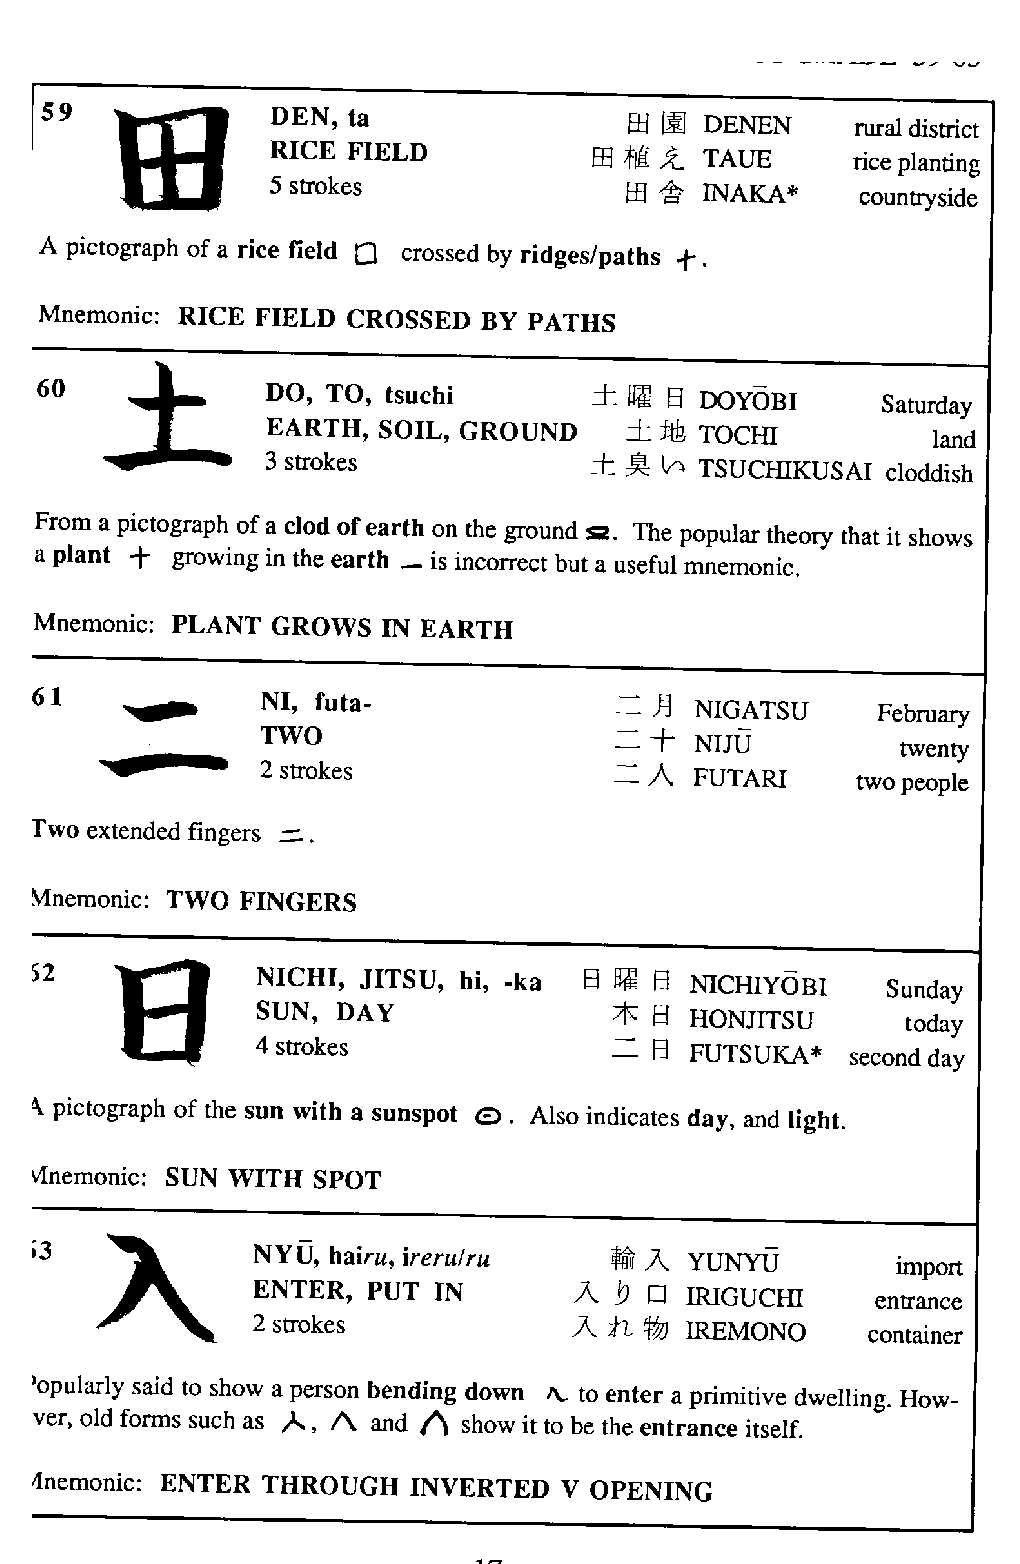 59 田 DEN, ta 田園 DENEN rural district
RICE FIELD 田植え TAUE rice planting
5 strokes 田舎 INAKA* countryside
A pictograph of a rice field 口 crossed by ridges/paths 十.
Mnemonic: RICE FIELD CROSSED BY PATHS
60 土 DO, TO, tsuchi 土曜日 DOYŌBI Saturday
EARTH, SOIL, GROUND 土地 TOCHI land
3 strokes 土臭い TSUCHIKUSAI cloddish
From a pictograph of a clod of earth on the ground. The popular theory that it shows
a plant 十 growing in the earth 一 is incorrect but a useful mnemonic.
Mnemonic: PLANT GROWS IN EARTH
61 二 NI, futa- 二月 NIGATSU February
TWO 二十 NIJŪ twenty
2 strokes 二人 FUTARI two people
Two extended fingers 二.
Mnemonic: TWO FINGERS
52 日 NICHI, JITSU, hi, -ka 日曜日 NICHIYŌBI Sunday
SUN, DAY 本日 HONJITSU today
4 strokes 二日 FUTSUKA* second day
A pictograph of the sun with a sunspot. Also indicates day, and light.
Mnemonic: SUN WITH SPOT
53 入 NYŪ, hairu, ireru/ru 輸入 YUNYŪ import
ENTER, PUT IN 入り口 IRIGUCHI entrance
2 strokes 入れ物 IREMONO container
Popularly said to show a person bending down to enter a primitive dwelling. How-
ver, old forms such as 人, 八 and 几 show it to be the entrance itself.
Mnemonic: ENTER THROUGH INVERTED V OPENING